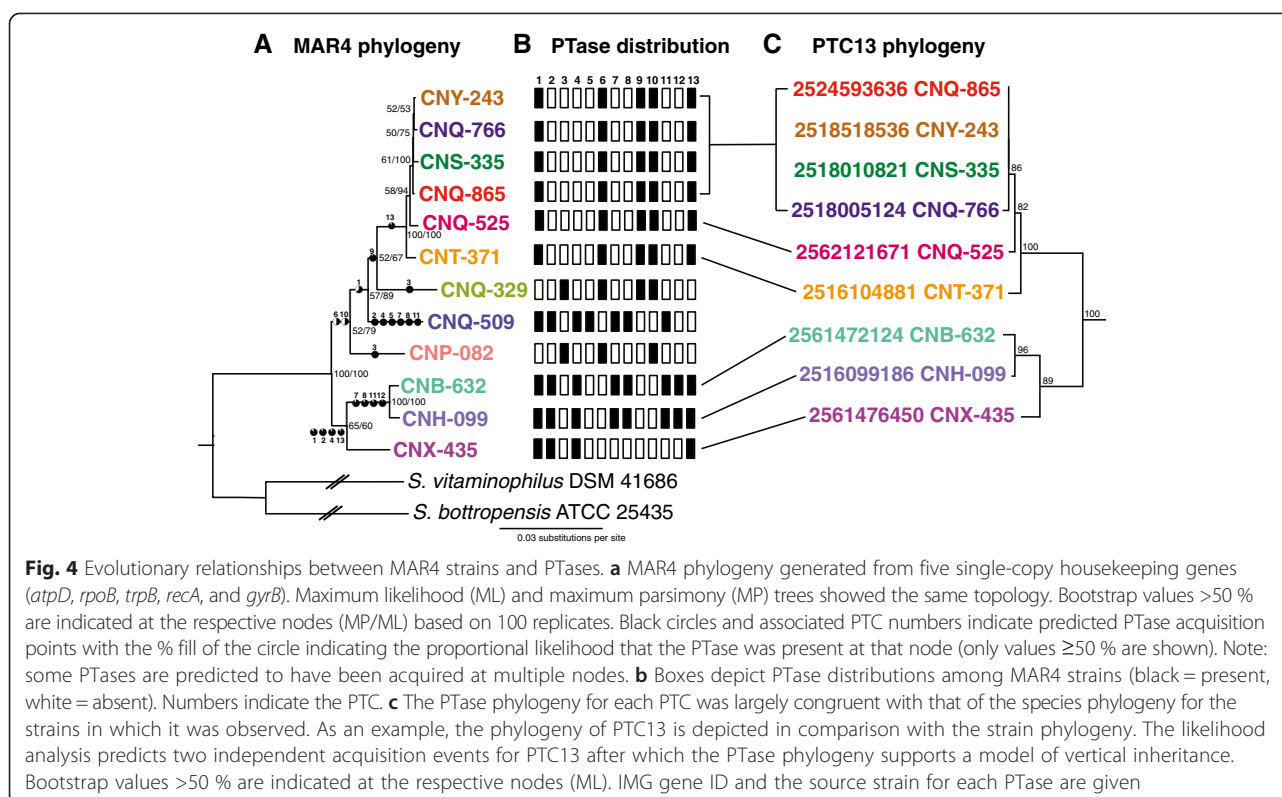 A MAR4 phylogeny
B PTase distribution
C PTC13 phylogeny
1 2 3 4 5 6 7 8 9 10 11 12 13
CNY-243
CNQ-766
CNS-335
CNQ-865
CNQ-525
CNT-371
CNQ-329
CNQ-509
CNP-082
CNB-632
CNH-099
CNX-435
S. vitaminophilus DSM 41686
S. bottropensis ATCC 25435
0.03 substitutions per site
52/53
50/75
61/100
58/94
13
100/100
9
52/67
1
3
57/89
6 10
2 4 5 7 8 11
52/79
3
100/100
7 8 11 12
100/100
65/60
1 2 4 13
2524593636 CNQ-865
2518518536 CNY-243
2518010821 CNS-335
2518005124 CNQ-766
2562121671 CNQ-525
2516104881 CNT-371
2561472124 CNB-632
2516099186 CNH-099
2561476450 CNX-435
86
82
100
100
96
89
Fig. 4 Evolutionary relationships between MAR4 strains and PTases. a MAR4 phylogeny generated from five single-copy housekeeping genes
(atpD, rpoB, trpB, recA, and gyrB). Maximum likelihood (ML) and maximum parsimony (MP) trees showed the same topology. Bootstrap values >50 %
are indicated at the respective nodes (MP/ML) based on 100 replicates. Black circles and associated PTC numbers indicate predicted PTase acquisition
points with the % fill of the circle indicating the proportional likelihood that the PTase was present at that node (only values ≥50 % are shown). Note:
some PTases are predicted to have been acquired at multiple nodes. b Boxes depict PTase distributions among MAR4 strains (black = present,
white = absent). Numbers indicate the PTC. c The PTase phylogeny for each PTC was largely congruent with that of the species phylogeny for the
strains in which it was observed. As an example, the phylogeny of PTC13 is depicted in comparison with the strain phylogeny. The likelihood
analysis predicts two independent acquisition events for PTC13 after which the PTase phylogeny supports a model of vertical inheritance.
Bootstrap values >50 % are indicated at the respective nodes (ML). IMG gene ID and the source strain for each PTase are given